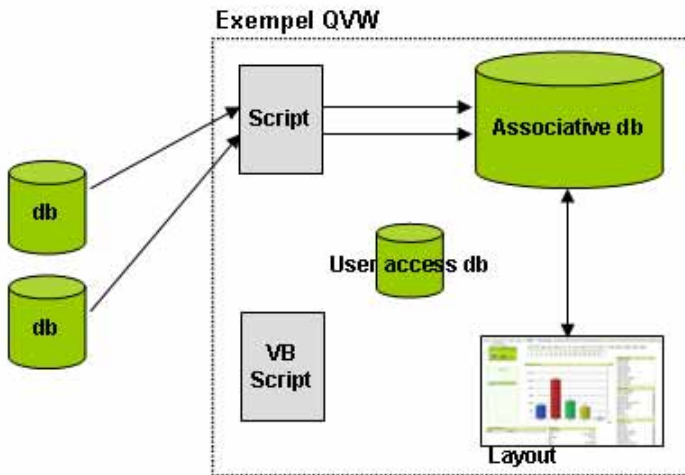 Exempel QVW
Script
Associative db
db
User access db
db
VB
Script
Layout